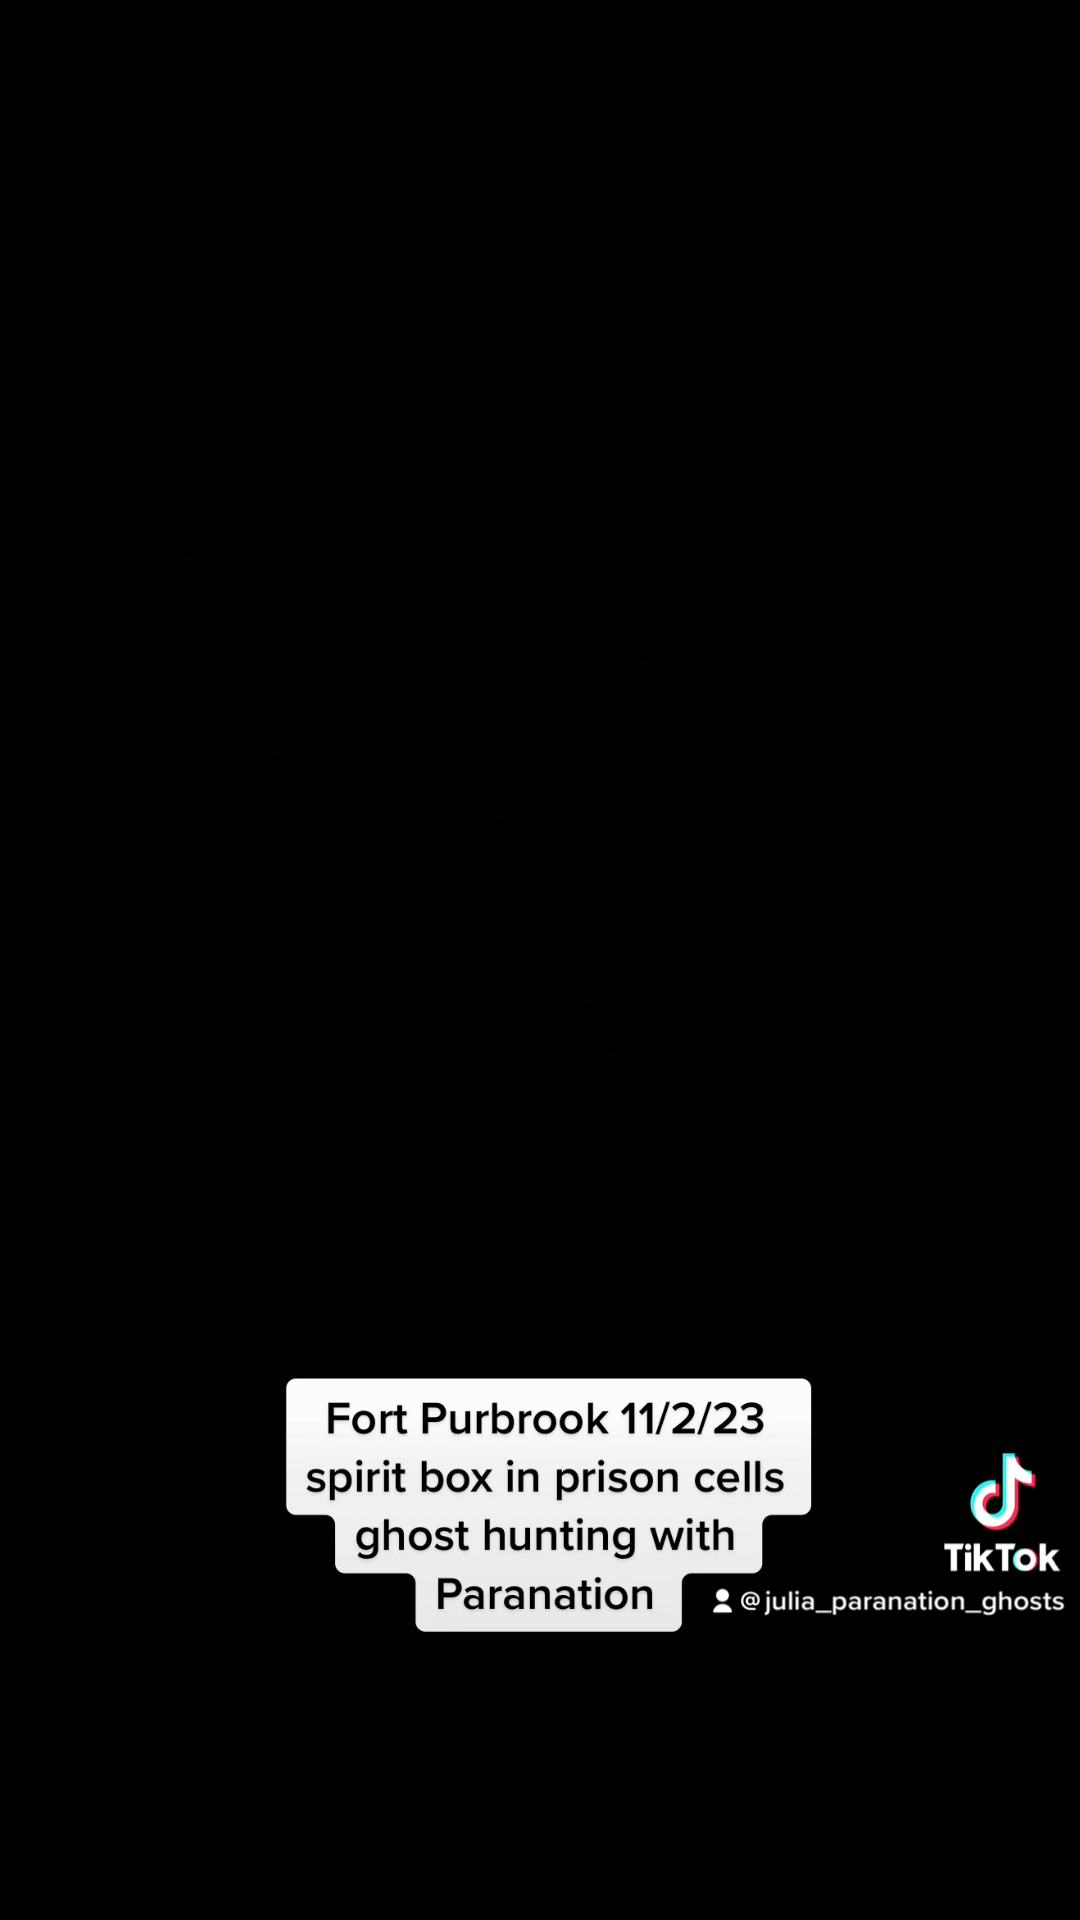 Fort Purbrook 11/2/23
spirit box in prison cells
ghost hunting with
Paranation
TikTok
@julia_paranation_ghosts